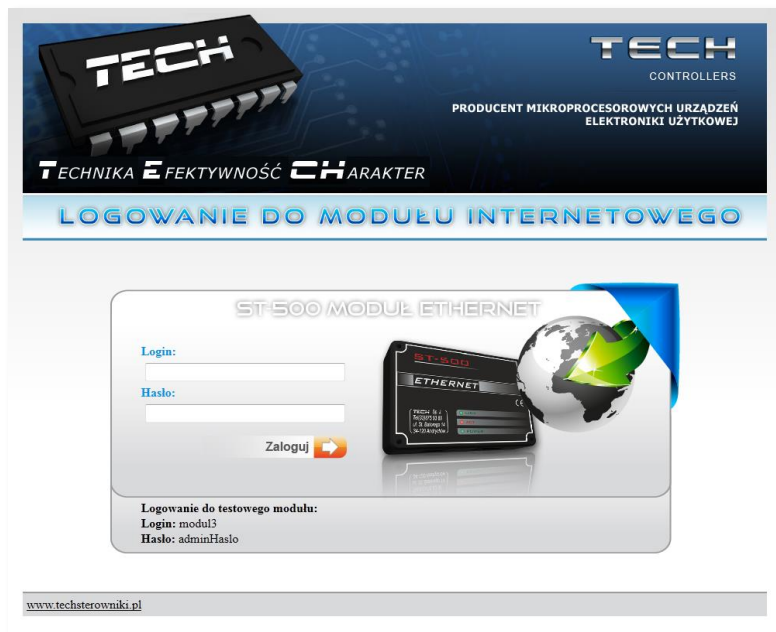 TECH
TECH
CONTROLLERS
PRODUCENT MIKROPROCESOROWYCH URZĄDZEŃ
ELEKTRONIKI UŻYTKOWEJ
TECHNIKA EFEKTYWNOŚĆ CHARAKTER
LOGOWANIE DO MODUŁU INTERNETOWEGO
ST-500 MODUŁ ETHERNET
Login:
Hasło:
Zaloguj
ST-500
ETHERNET
CE
Logowanie do testowego modułu:
Login: modul3
Hasło: adminHaslo
www.techsterowniki.pl